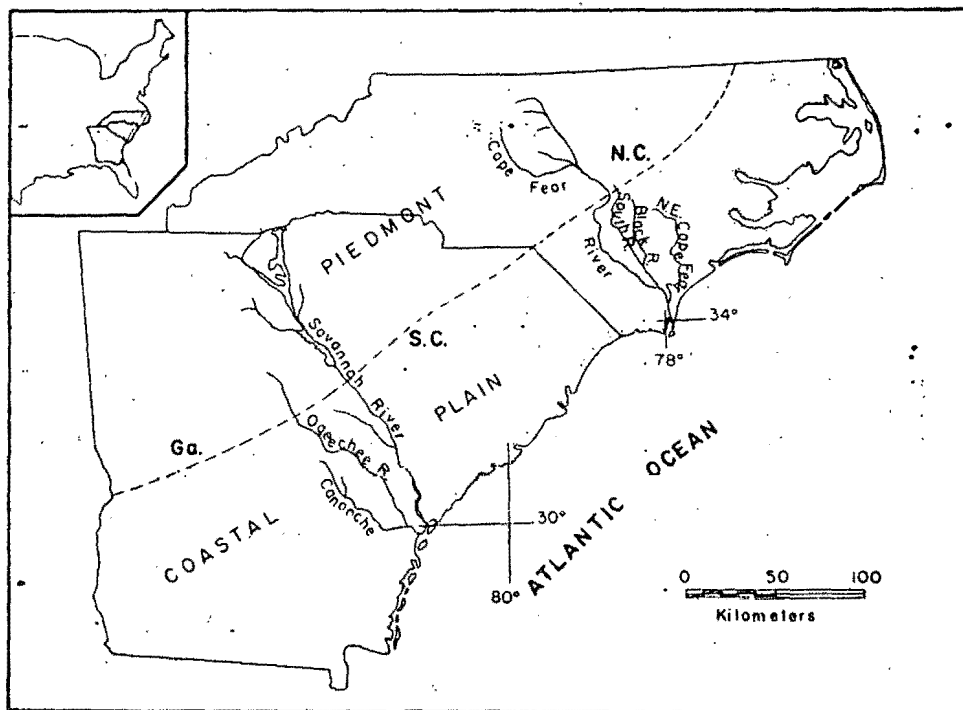 N.C.
Cape
Fear
River
South R.
Black R.
N.E. Cape Fear
PIEDMONT
34°
78°
S.C.
Savannah
River
PLAIN
Ga.
Ogeechee R.
Canoochee
COASTAL
30°
80°
ATLANTIC OCEAN
0 50 100
Kilometers